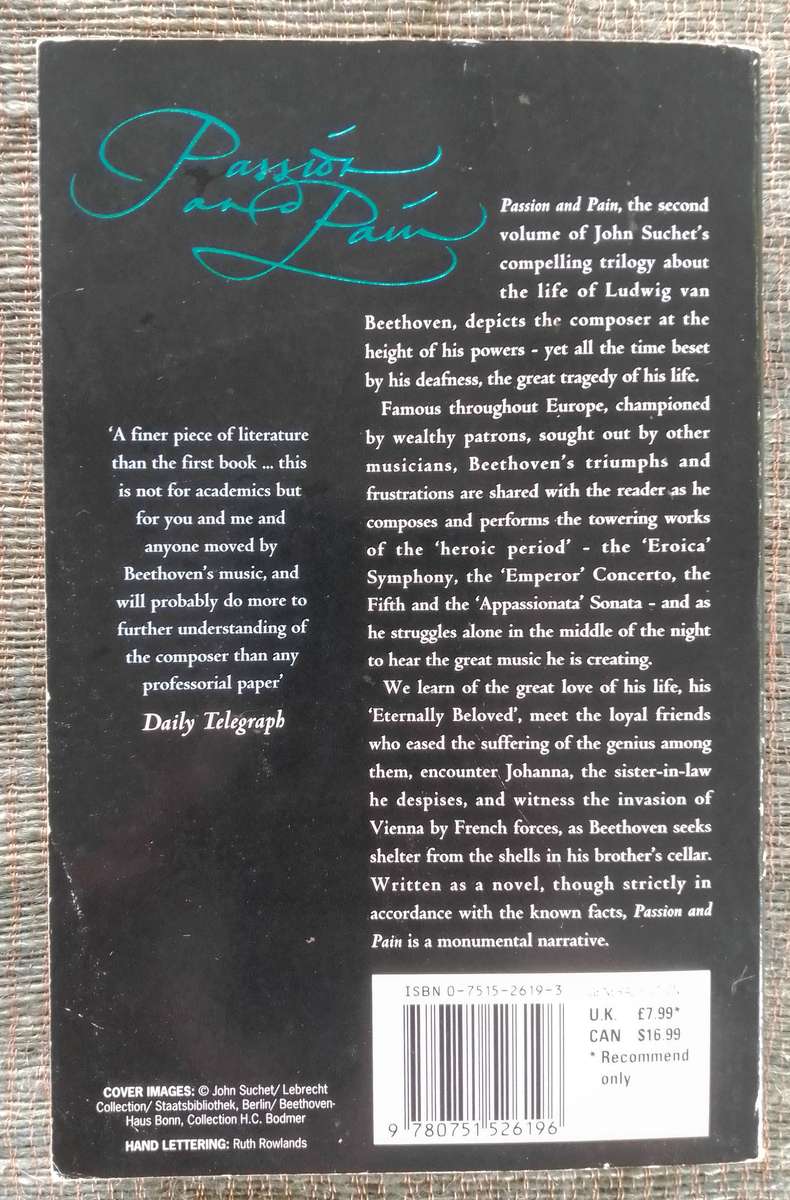 Passion
and Pain
Passion and Pain, the second
volume of John Suchet's
compelling trilogy about
the life of Ludwig van
Beethoven, depicts the composer at the
height of his powers - yet all the time beset
by his deafness, the great tragedy of his life.
Famous throughout Europe, championed
by wealthy patrons, sought out by other
musicians, Beethoven's triumphs and
frustrations are shared with the reader as he
composes and performs the towering works
of the 'heroic period' - the 'Eroica'
Symphony, the 'Emperor' Concerto, the
Fifth and the 'Appassionata' Sonata - and as
he struggles alone in the middle of the night
to hear the great music he is creating.
We learn of the great love of his life, his
'Eternally Beloved', meet the loyal friends
who eased the suffering of the genius among
them, encounter Johanna, the sister-in-law
he despises, and witness the invasion of
Vienna by French forces, as Beethoven seeks
shelter from the shells in his brother's cellar.
Written as a novel, though strictly in
accordance with the known facts, Passion and
Pain is a monumental narrative.
'A finer piece of literature
than the first book ... this
is not for academics but
for you and me and
anyone moved by
Beethoven's music, and
will probably do more to
further understanding of
the composer than any
professorial paper'
Daily Telegraph
COVER IMAGES: © John Suchet/ Lebrecht
Collection/ Staatsbibliothek, Berlin/ Beethoven-
Haus Bonn, Collection H.C. Bodmer
HAND LETTERING: Ruth Rowlands
ISBN 0-7515-2619-3
U.K. £7.99*
CAN $16.99
* Recommend
only
9 780751 526196